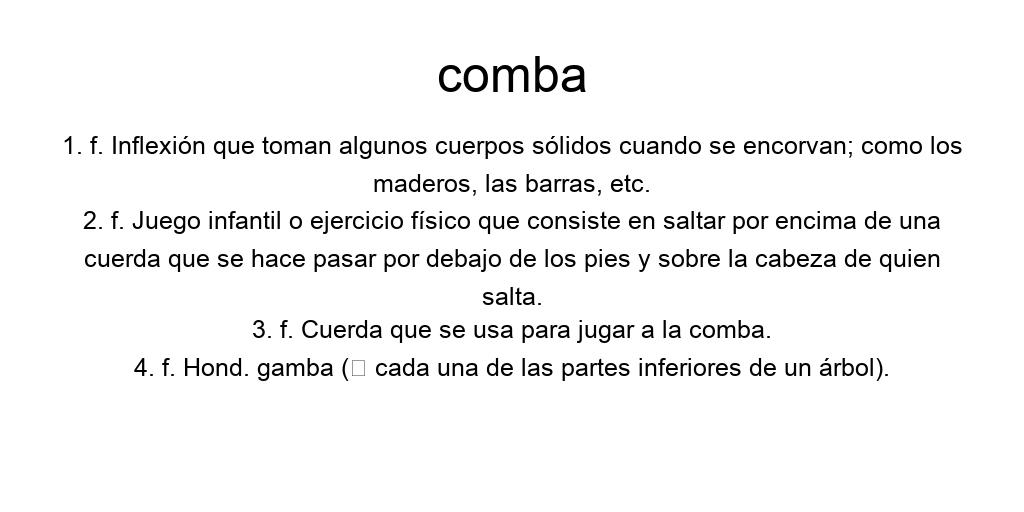 comba
1. f. Inflexión que toman algunos cuerpos sólidos cuando se encorvan; como los
maderos, las barras, etc.
2. f. Juego infantil o ejercicio físico que consiste en saltar por encima de una
cuerda que se hace pasar por debajo de los pies y sobre la cabeza de quien
salta.
3. f. Cuerda que se usa para jugar a la comba.
4. f. Hond. gamba (□ cada una de las partes inferiores de un árbol).